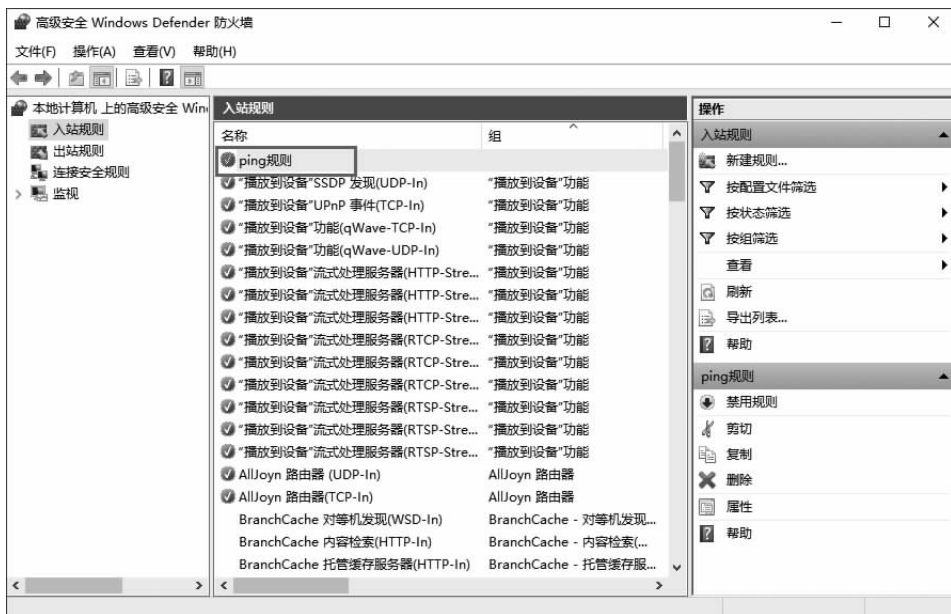 高级安全 Windows Defender 防火墙
文件(F) 操作(A) 查看(V) 帮助(H)
本地计算机 上的高级安全 Win
入站规则
出站规则
连接安全规则
监视
入站规则
名称 组
ping规则
“播放到设备”SSDP 发现(UDP-In) “播放到设备”功能
“播放到设备”UPnP 事件(TCP-In) “播放到设备”功能
“播放到设备”功能(qWave-TCP-In) “播放到设备”功能
“播放到设备”功能(qWave-UDP-In) “播放到设备”功能
“播放到设备”流式处理服务器(HTTP-Stre... “播放到设备”功能
“播放到设备”流式处理服务器(HTTP-Stre... “播放到设备”功能
“播放到设备”流式处理服务器(HTTP-Stre... “播放到设备”功能
“播放到设备”流式处理服务器(RTCP-Stre... “播放到设备”功能
“播放到设备”流式处理服务器(RTCP-Stre... “播放到设备”功能
“播放到设备”流式处理服务器(RTCP-Stre... “播放到设备”功能
“播放到设备”流式处理服务器(RTSP-Stre... “播放到设备”功能
“播放到设备”流式处理服务器(RTSP-Stre... “播放到设备”功能
“播放到设备”流式处理服务器(RTSP-Stre... “播放到设备”功能
AllJoyn 路由器 (UDP-In) AllJoyn 路由器
AllJoyn 路由器(TCP-In) AllJoyn 路由器
BranchCache 对等机发现(WSD-In) BranchCache - 对等机发现...
BranchCache 内容检索(HTTP-In) BranchCache - 内容检索(...
BranchCache 托管缓存服务器(HTTP-In) BranchCache - 托管缓存服...
操作
入站规则
新建规则...
按配置文件筛选
按状态筛选
按组筛选
查看
刷新
导出列表...
帮助
ping规则
禁用规则
剪切
复制
删除
属性
帮助